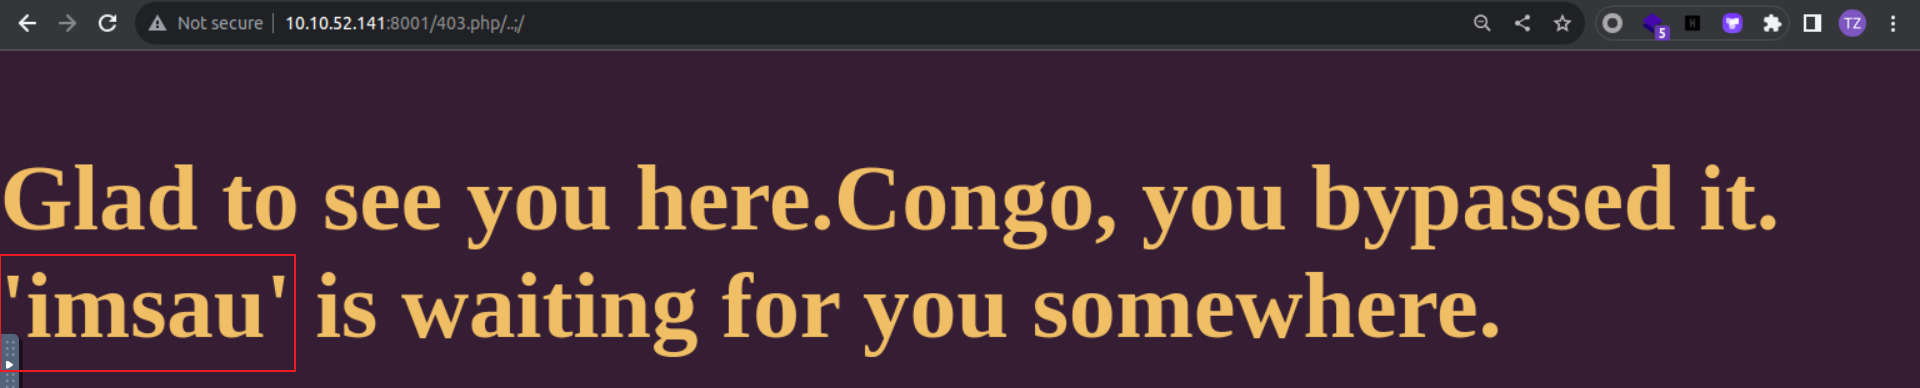 Not secure 10.10.52.141:8001/403.php/..;/
5
TZ
Glad to see you here.Congo, you bypassed it.
'imsau' is waiting for you somewhere.